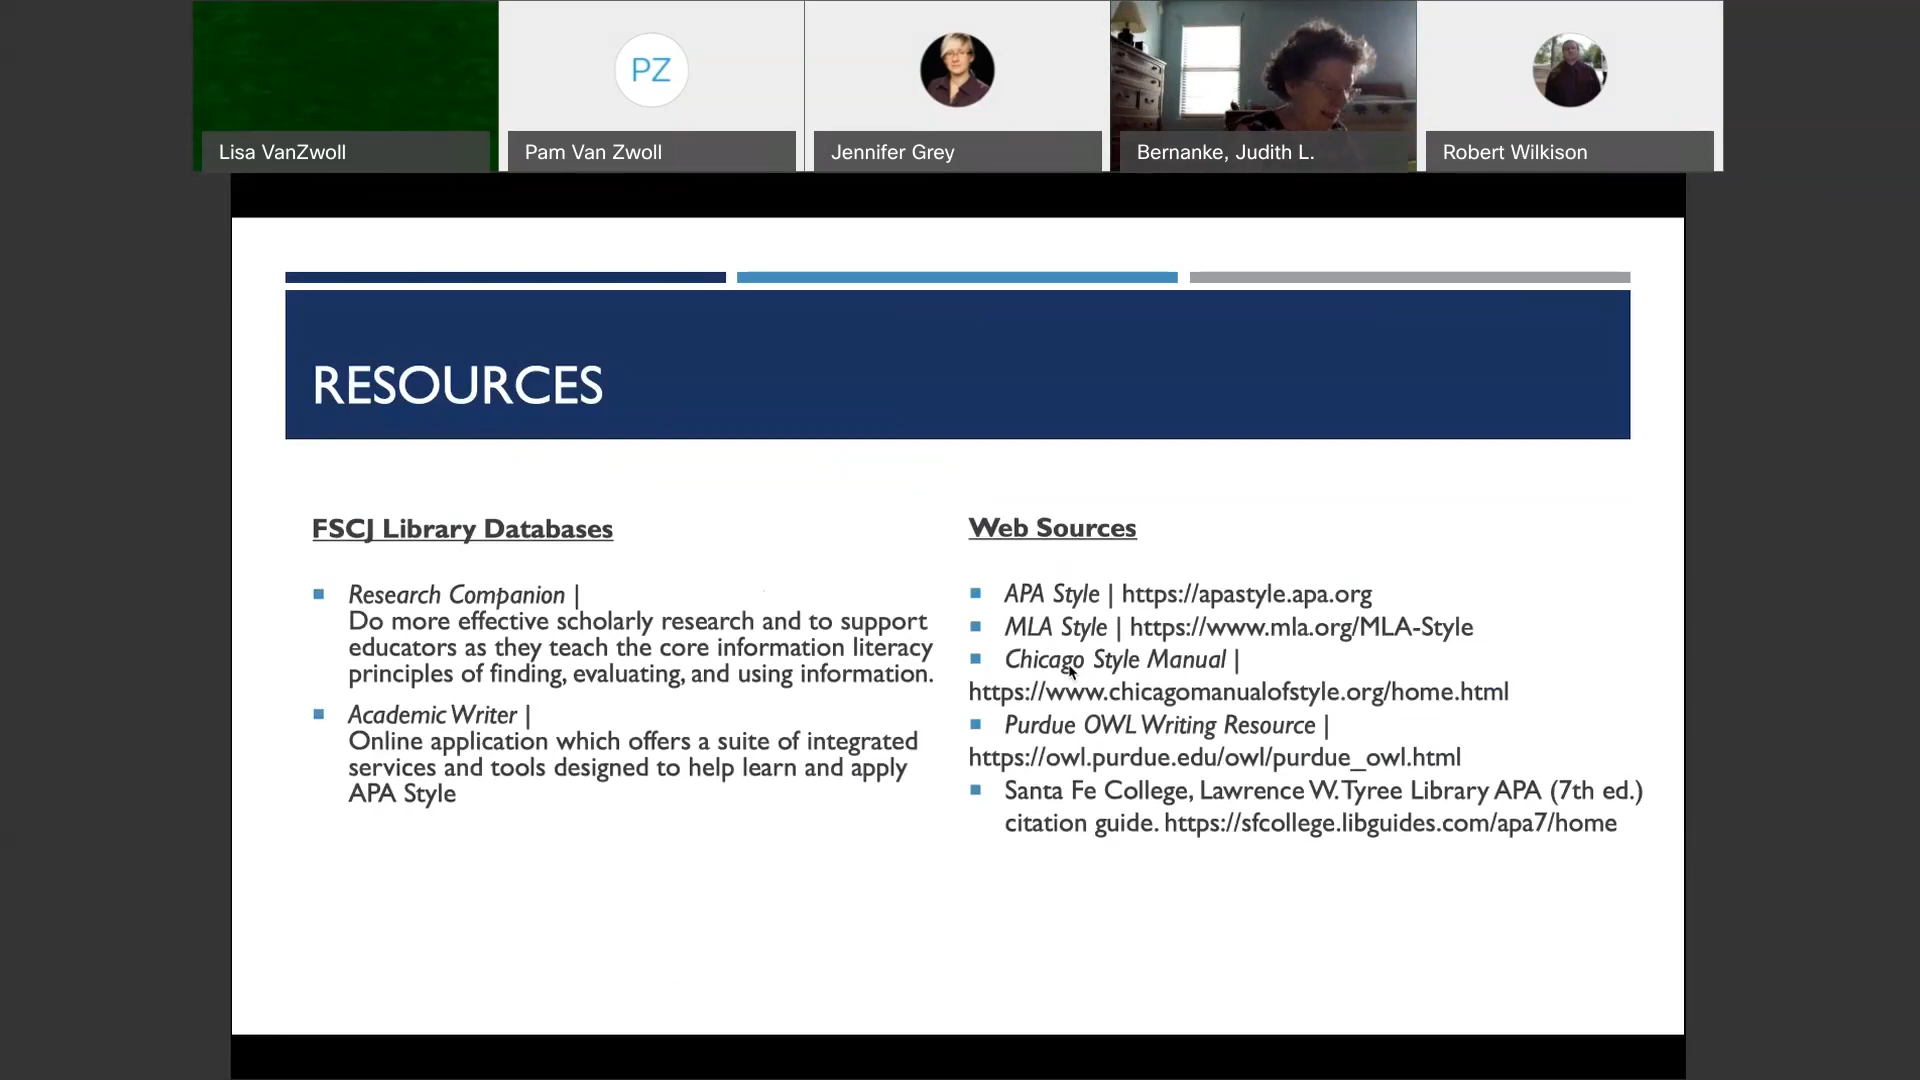 Lisa VanZwoll
PZ
Pam Van Zwoll
Jennifer Grey
Bernanke, Judith L.
Robert Wilkison
RESOURCES
FSCJ Library Databases
Research Companion |
Do more effective scholarly research and to support
educators as they teach the core information literacy
principles of finding, evaluating, and using information.
Academic Writer |
Online application which offers a suite of integrated
services and tools designed to help learn and apply
APA Style
Web Sources
APA Style | https://apastyle.apa.org
MLA Style | https://www.mla.org/MLA-Style
Chicago Style Manual |
https://www.chicagomanualofstyle.org/home.html
Purdue OWL Writing Resource |
https://owl.purdue.edu/owl/purdue_owl.html
Santa Fe College, Lawrence W. Tyree Library APA (7th ed.)
citation guide. https://sfcollege.libguides.com/apa7/home